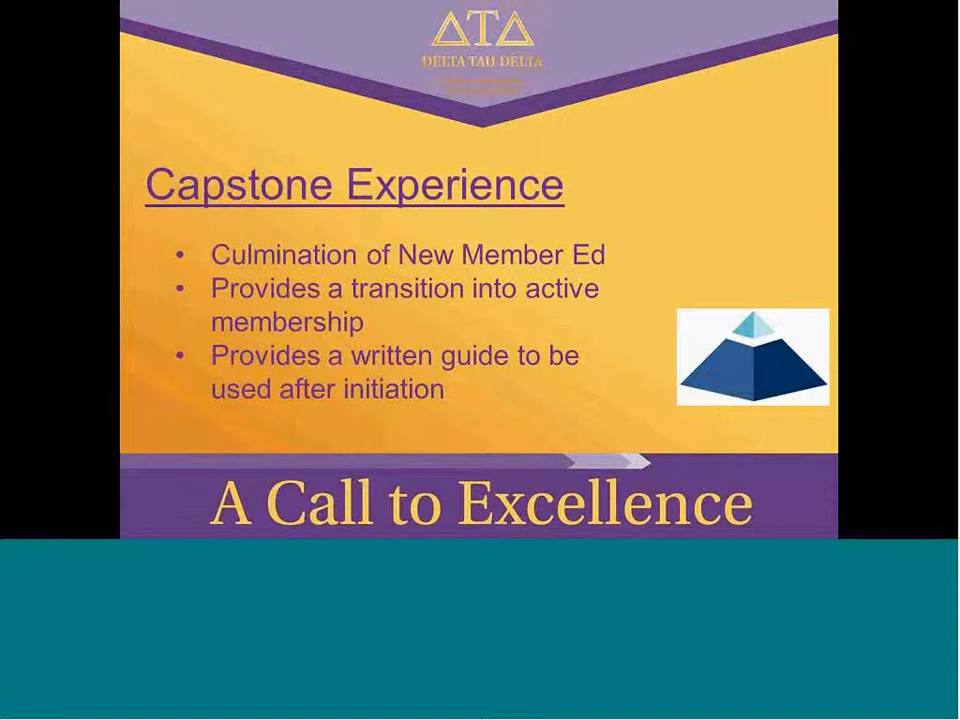 ΔΤΔ
DELTA TAU DELTA
Capstone Experience
• Culmination of New Member Ed
• Provides a transition into active
membership
• Provides a written guide to be
used after initiation
A Call to Excellence